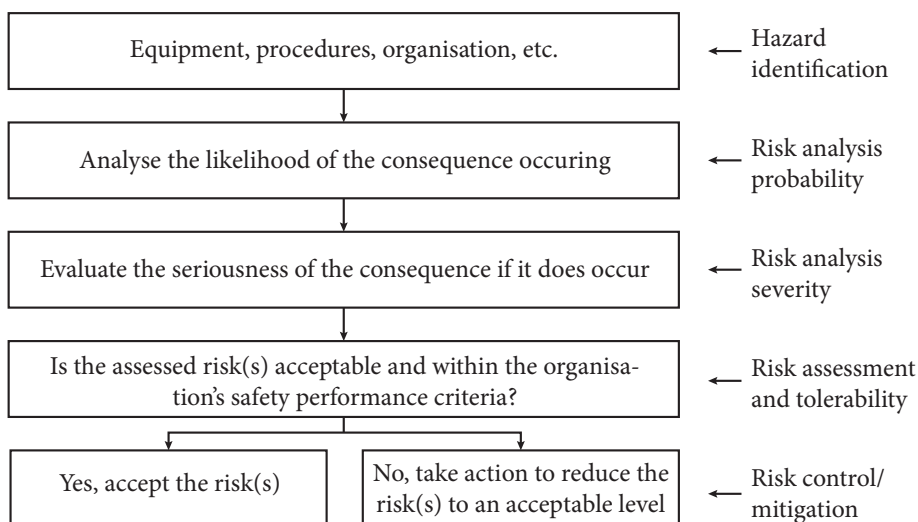 Equipment, procedures, organisation, etc.
Hazard
identification
Analyse the likelihood of the consequence occuring
Risk analysis
probability
Evaluate the seriousness of the consequence if it does occur
Risk analysis
severity
Is the assessed risk(s) acceptable and within the organisa-
tion's safety performance criteria?
Risk assessment
and tolerability
Yes, accept the risk(s)
No, take action to reduce the
risk(s) to an acceptable level
Risk control/
mitigation